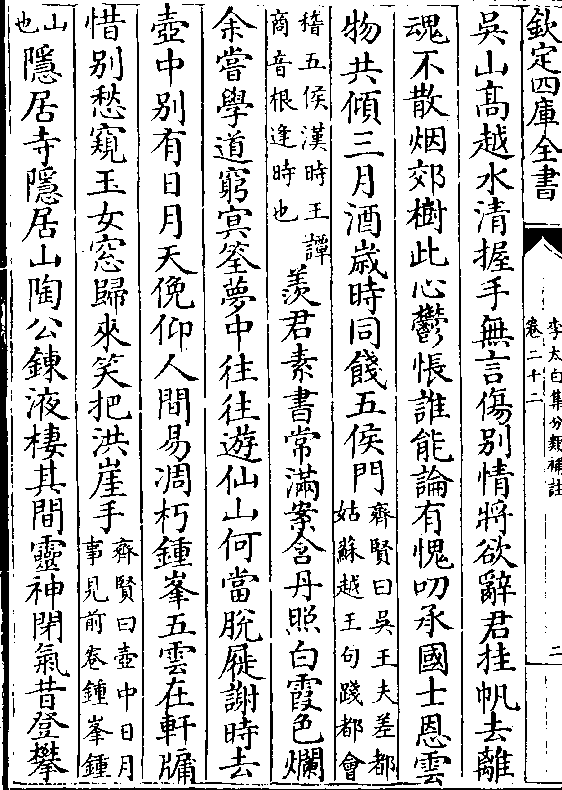 欽定四庫全書
李太白集分類補註
卷二十二
二
吳山髙越水清握手無言傷别情將欲辭君挂帆去離
魂不散烟郊樹此心鬱悵誰能論有愧叨承國士恩雲
物共傾三月酒歳時同餞五侯門齊賢曰吳王夫差都姑蘇越王句踐都會
稽五侯漢時王譚商音根逢時也羡君素書常滿案含丹照白霞色爛
余嘗學道窮冥筌夢中往往遊仙山何當脫屣謝時去
壺中别有日月天俛仰人間易凋朽鍾峯五雲在軒牖
惜别愁窺玉女窓歸來笑把洪崖手齊賢曰壺中日月事見前卷鍾峯鍾
山也隱居寺隱居山陶公鍊液棲其間靈神閉氣昔登攀